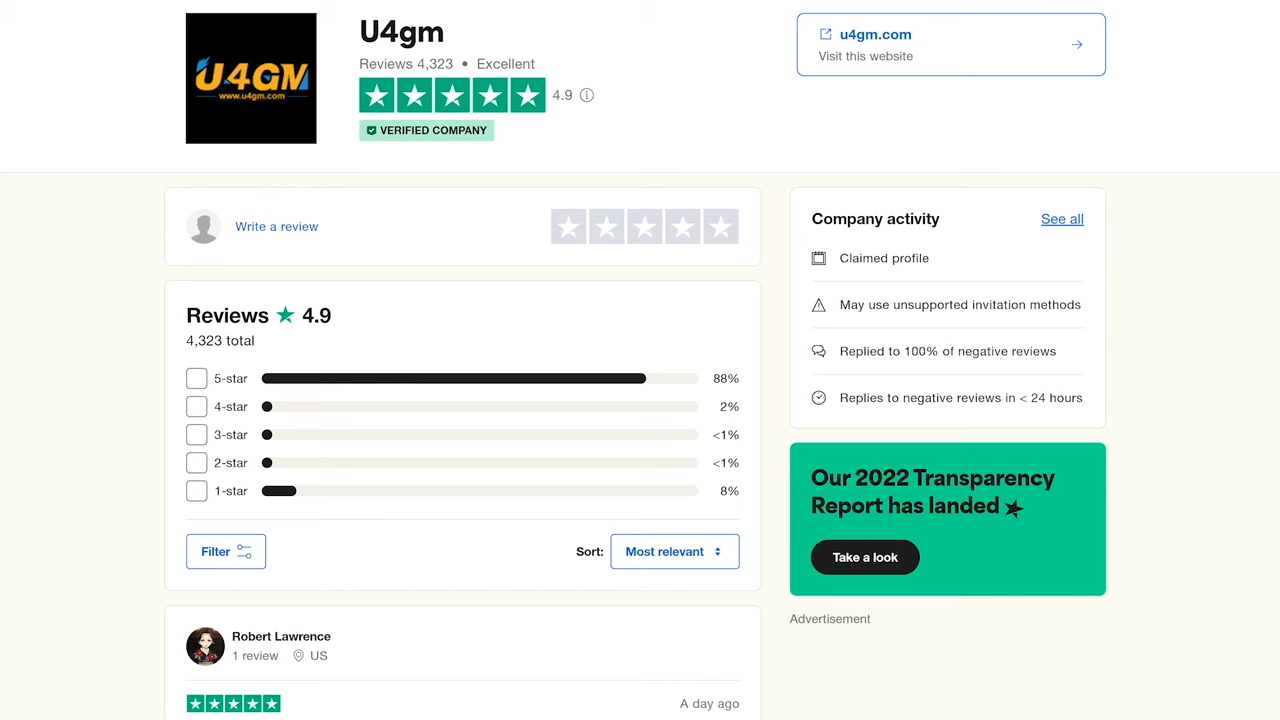 U4GM
www.u4gm.com
U4gm
Reviews 4,323 • Excellent
4.9
VERIFIED COMPANY
u4gm.com
Visit this website
Write a review
Company activity
See all
Claimed profile
May use unsupported invitation methods
Replied to 100% of negative reviews
Replies to negative reviews in < 24 hours
Reviews ★ 4.9
4,323 total
5-star 88%
4-star 2%
3-star <1%
2-star <1%
1-star 8%
Filter
Sort: Most relevant
Our 2022 Transparency
Report has landed
Take a look
Advertisement
Robert Lawrence
1 review US
A day ago